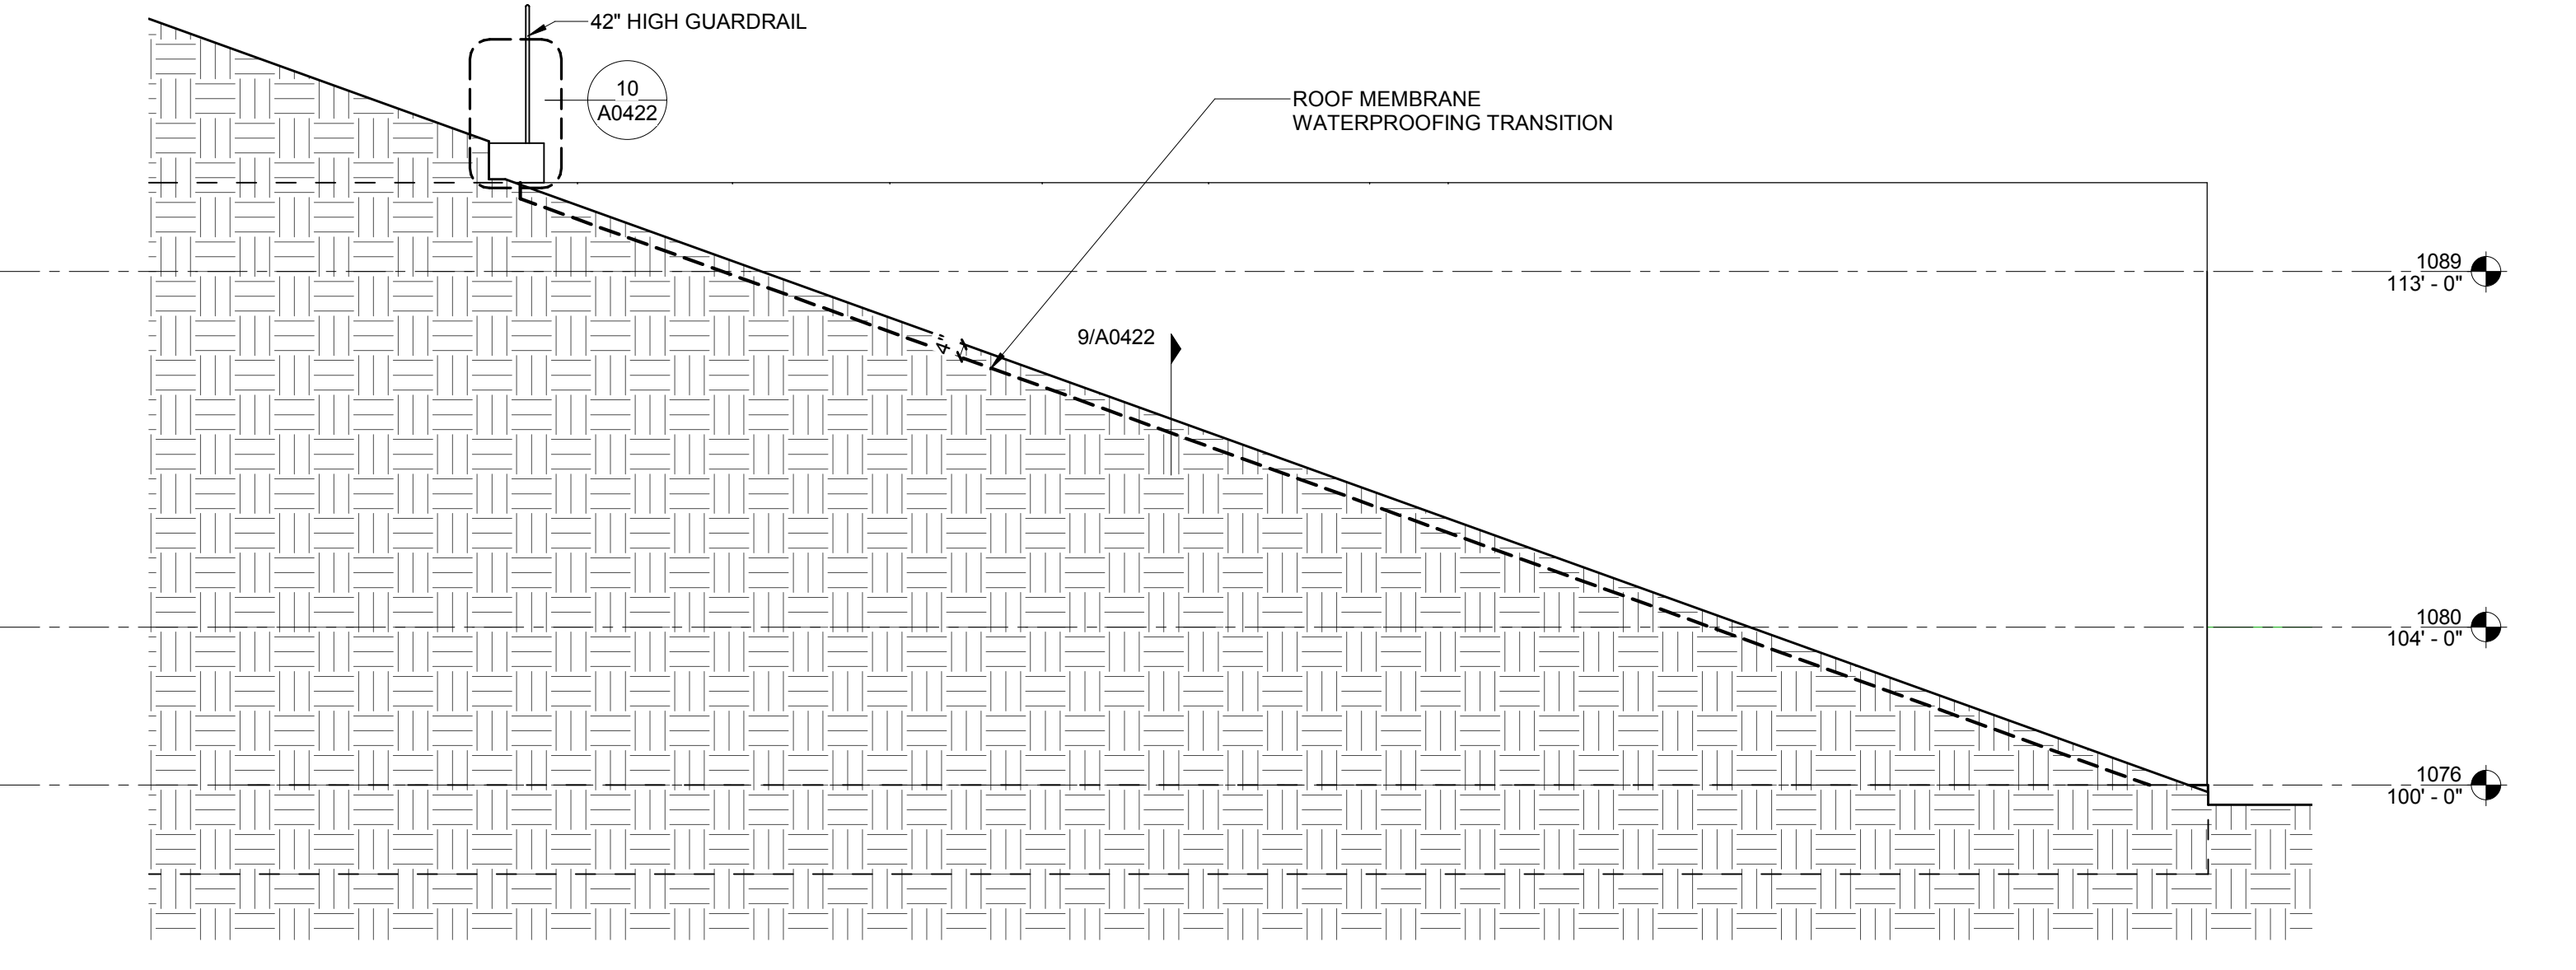 42" HIGH GUARDRAIL
10
A0422
ROOF MEMBRANE
WATERPROOFING TRANSITION
1089
113' - 0"
9/A0422
4"
1080
104' - 0"
1076
100' - 0"